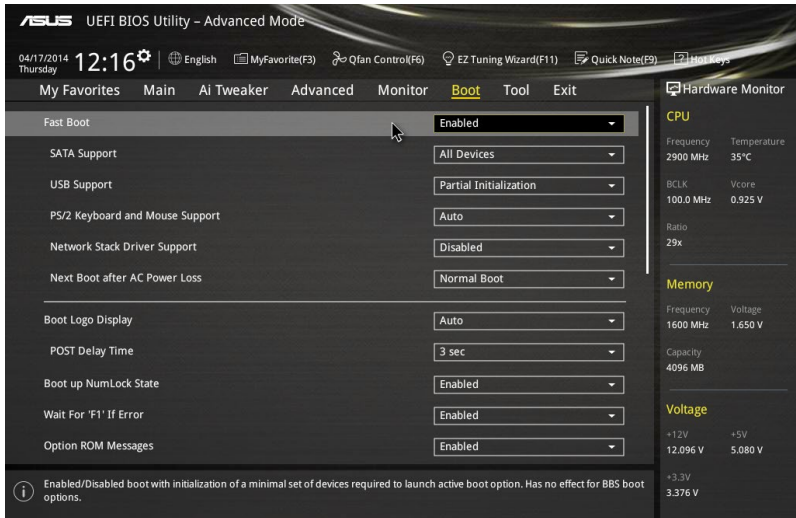 ASUS UEFI BIOS Utility – Advanced Mode
04/17/2014 Thursday 12:16 English MyFavorite(F3) Qfan Control(F6) EZ Tuning Wizard(F11) Quick Note(F9) ? Hot Keys
My Favorites Main Ai Tweaker Advanced Monitor Boot Tool Exit
Fast Boot Enabled
SATA Support All Devices
USB Support Partial Initialization
PS/2 Keyboard and Mouse Support Auto
Network Stack Driver Support Disabled
Next Boot after AC Power Loss Normal Boot
Boot Logo Display Auto
POST Delay Time 3 sec
Boot up NumLock State Enabled
Wait For 'F1' If Error Enabled
Option ROM Messages Enabled
i Enabled/Disabled boot with initialization of a minimal set of devices required to launch active boot option. Has no effect for BBS boot
options.
Hardware Monitor
CPU
Frequency Temperature
2900 MHz 35°C
BCLK Vcore
100.0 MHz 0.925 V
Ratio
29x
Memory
Frequency Voltage
1600 MHz 1.650 V
Capacity
4096 MB
Voltage
+12V +5V
12.096 V 5.080 V
+3.3V
3.376 V